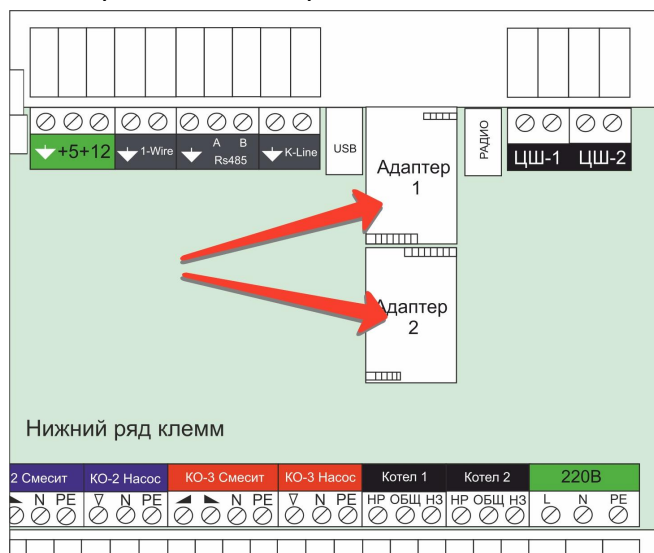 +5+12 1-Wire A B K-Line
Rs485
USB
Адаптер
1
РАДИО
ЦШ-1 ЦШ-2
Адаптер
2
Нижний ряд клемм
2 Смесит КО-2 Насос КО-3 Смесит КО-3 Насос Котел 1 Котел 2 220В
N PE N PE N PE N PE НР ОБЩ НЗ НР ОБЩ НЗ L N PE